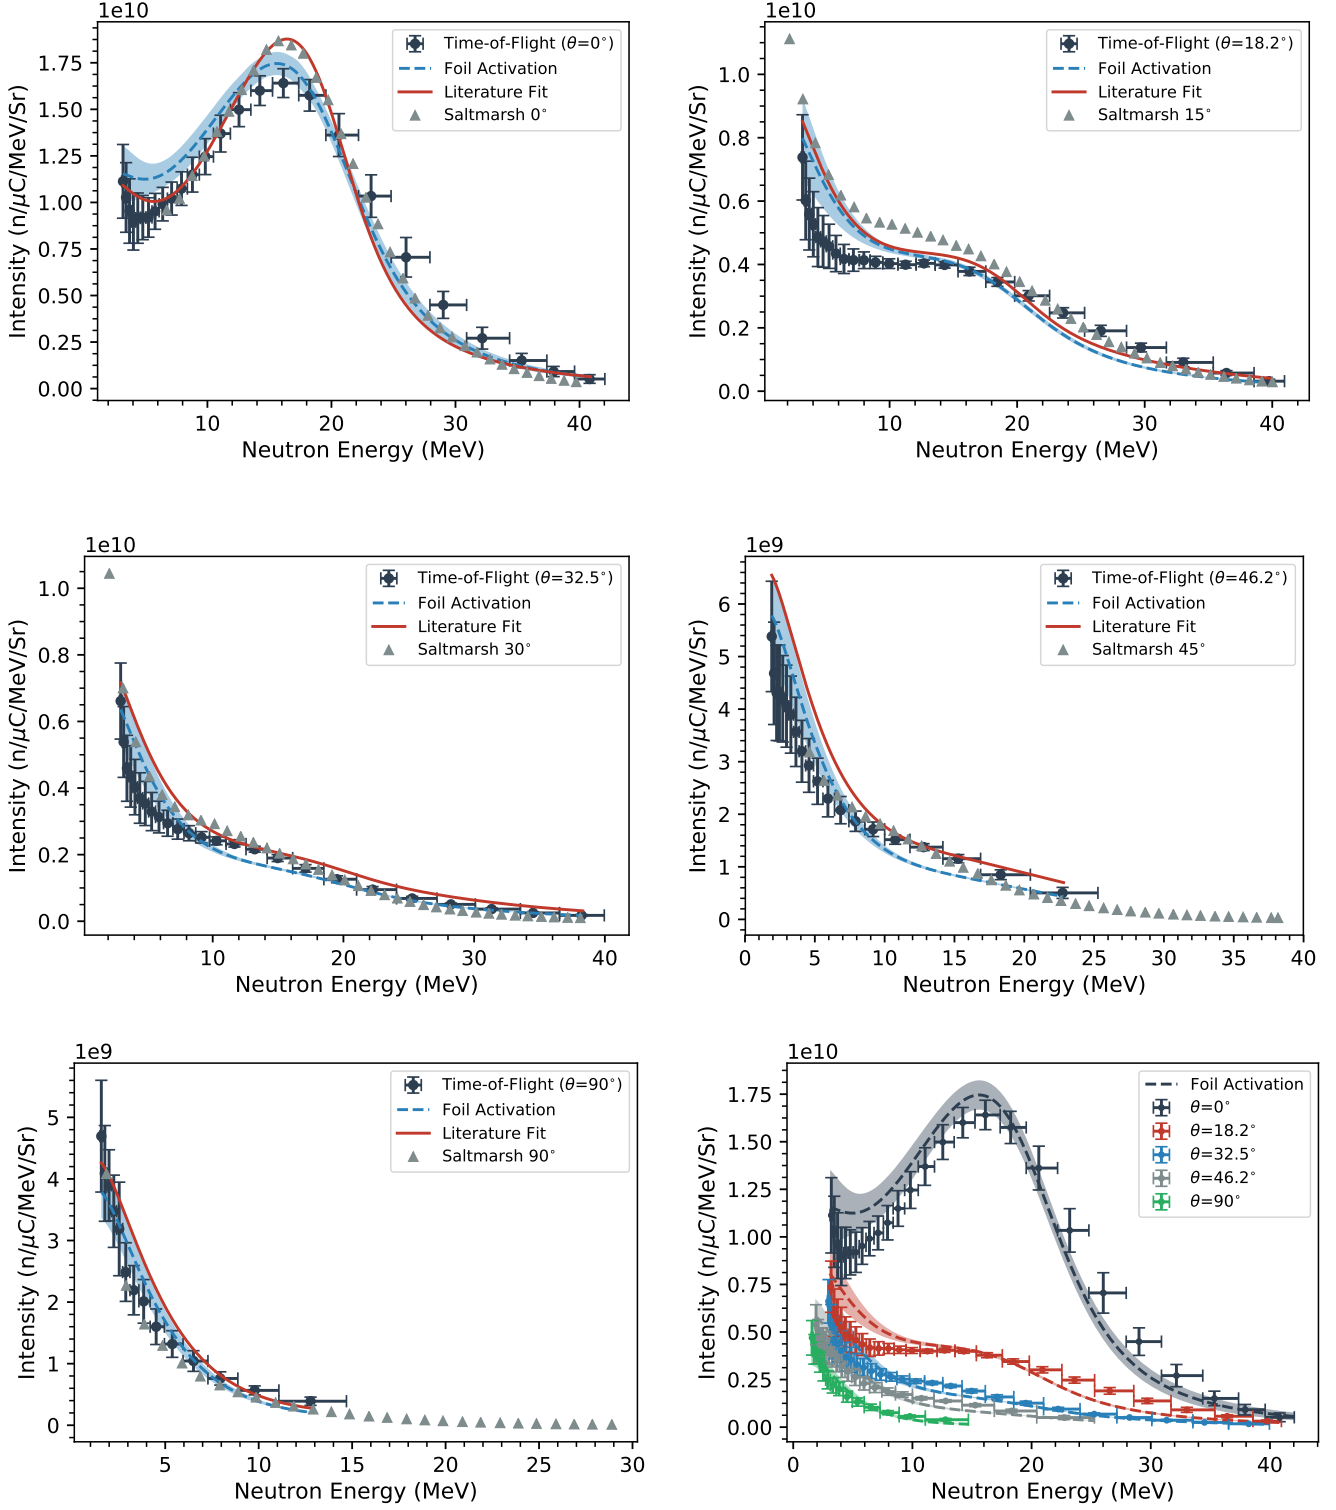 1e10
Intensity (n/μC/MeV/Sr)
1.75
1.50
1.25
1.00
0.75
0.50
0.25
0.00
Time-of-Flight (θ=0°)
Foil Activation
Literature Fit
Saltmarsh 0°
10 20 30 40
Neutron Energy (MeV)
1e10
Intensity (n/μC/MeV/Sr)
1.0
0.8
0.6
0.4
0.2
0.0
Time-of-Flight (θ=18.2°)
Foil Activation
Literature Fit
Saltmarsh 15°
10 20 30 40
Neutron Energy (MeV)
1e10
Intensity (n/μC/MeV/Sr)
1.0
0.8
0.6
0.4
0.2
0.0
Time-of-Flight (θ=32.5°)
Foil Activation
Literature Fit
Saltmarsh 30°
10 20 30 40
Neutron Energy (MeV)
1e9
Intensity (n/μC/MeV/Sr)
6
5
4
3
2
1
0
Time-of-Flight (θ=46.2°)
Foil Activation
Literature Fit
Saltmarsh 45°
0 5 10 15 20 25 30 35 40
Neutron Energy (MeV)
1e9
Intensity (n/μC/MeV/Sr)
5
4
3
2
1
0
Time-of-Flight (θ=90°)
Foil Activation
Literature Fit
Saltmarsh 90°
5 10 15 20 25 30
Neutron Energy (MeV)
1e10
Intensity (n/μC/MeV/Sr)
1.75
1.50
1.25
1.00
0.75
0.50
0.25
0.00
Foil Activation
θ=0°
θ=18.2°
θ=32.5°
θ=46.2°
θ=90°
0 10 20 30 40
Neutron Energy (MeV)